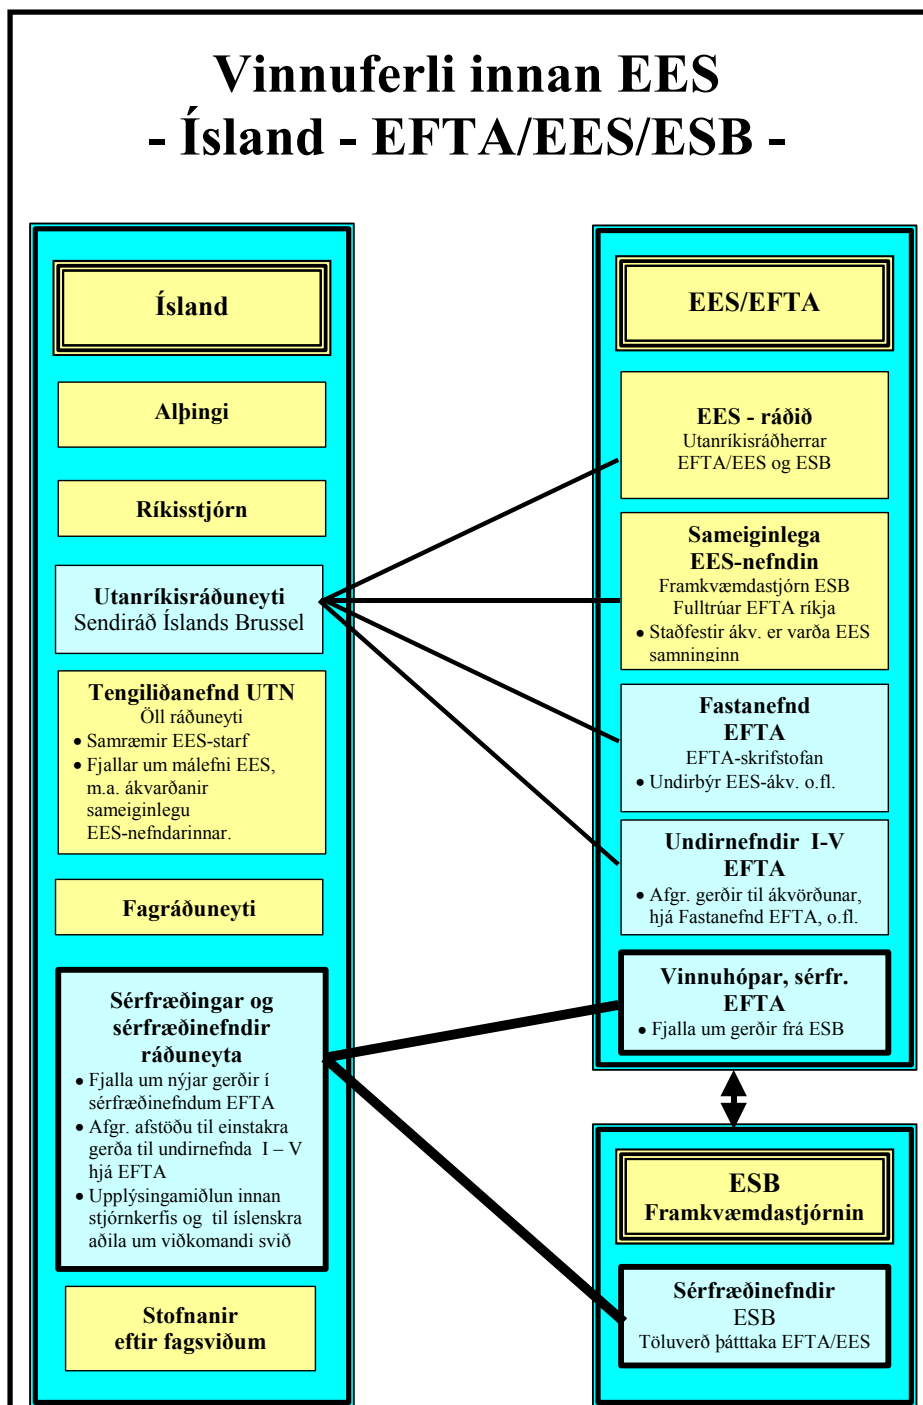 Vinnuferli innan EES
- Ísland - EFTA/EES/ESB -
Ísland
Alþingi
Ríkisstjórn
Utanríkisráðuneyti
Sendiráð Íslands Brussel
Tengiliðanefnd UTN
Öll ráðuneyti
• Samræmir EES-starf
• Fjallar um málefni EES,
m.a. ákvarðanir
sameiginlegu
EES-nefndarinnar.
Fagráðuneyti
Sérfræðingar og
sérfræðinefndir
ráðuneyta
• Fjalla um nýjar gerðir í
sérfræðinefndum EFTA
• Afgr. afstöðu til einstakra
gerða til undirnefnda I – V
hjá EFTA
• Upplýsingamiðlun innan
stjórnkerfis og til íslenskra
aðila um viðkomandi svið
Stofnanir
eftir fagsviðum
EES/EFTA
EES - ráðið
Utanríkisráðherrar
EFTA/EES og ESB
Sameiginlega
EES-nefndin
Framkvæmdastjórn ESB
Fulltrúar EFTA ríkja
• Staðfestir ákv. er varða EES
samninginn
Fastanefnd
EFTA
EFTA-skrifstofan
• Undirbýr EES-ákv. o.fl.
Undirnefndir I-V
EFTA
• Afgr. gerðir til ákvörðunar,
hjá Fastanefnd EFTA, o.fl.
Vinnuhópar, sérfr.
EFTA
• Fjalla um gerðir frá ESB
ESB
Framkvæmdastjórnin
Sérfræðinefndir
ESB
Töluverð þátttaka EFTA/EES